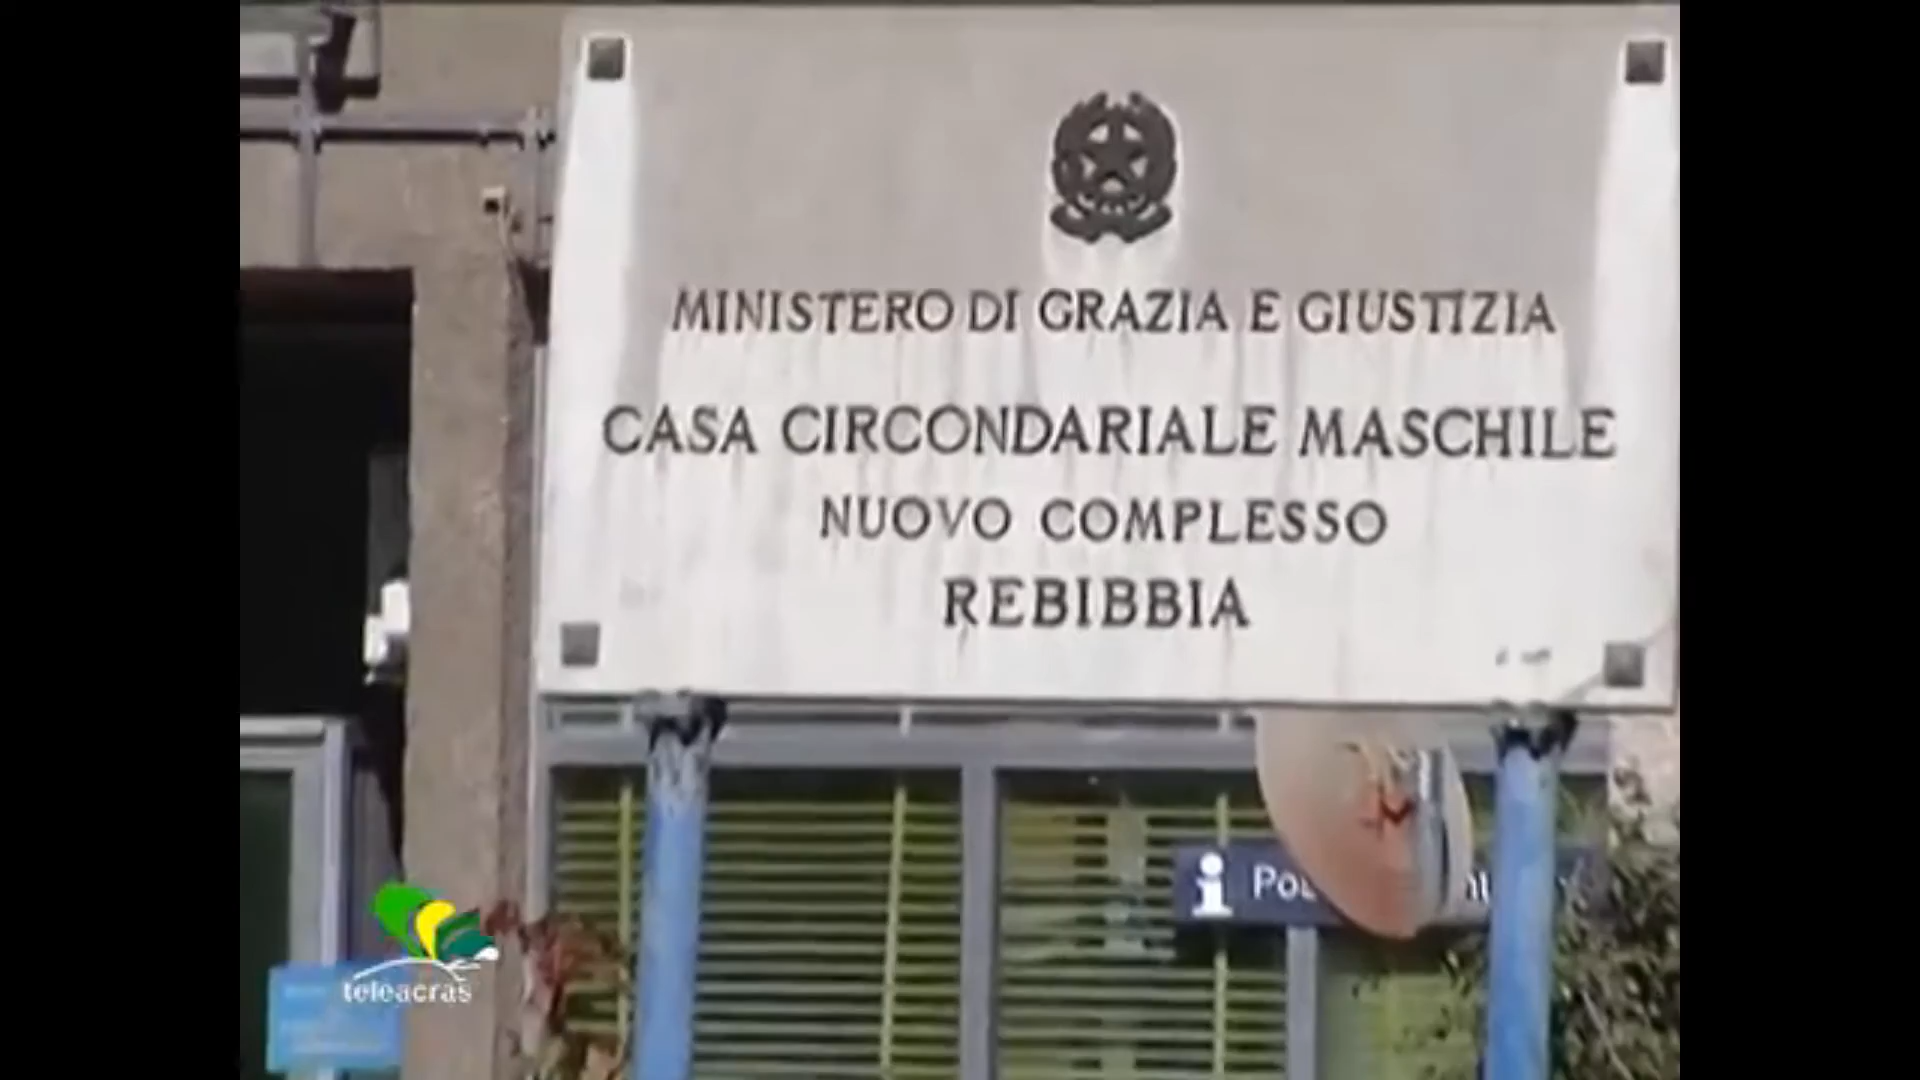 MINISTERO DI GRAZIA E GIUSTIZIA
CASA CIRCONDARIALE MASCHILE
NUOVO COMPLESSO
REBIBBIA
teleacras